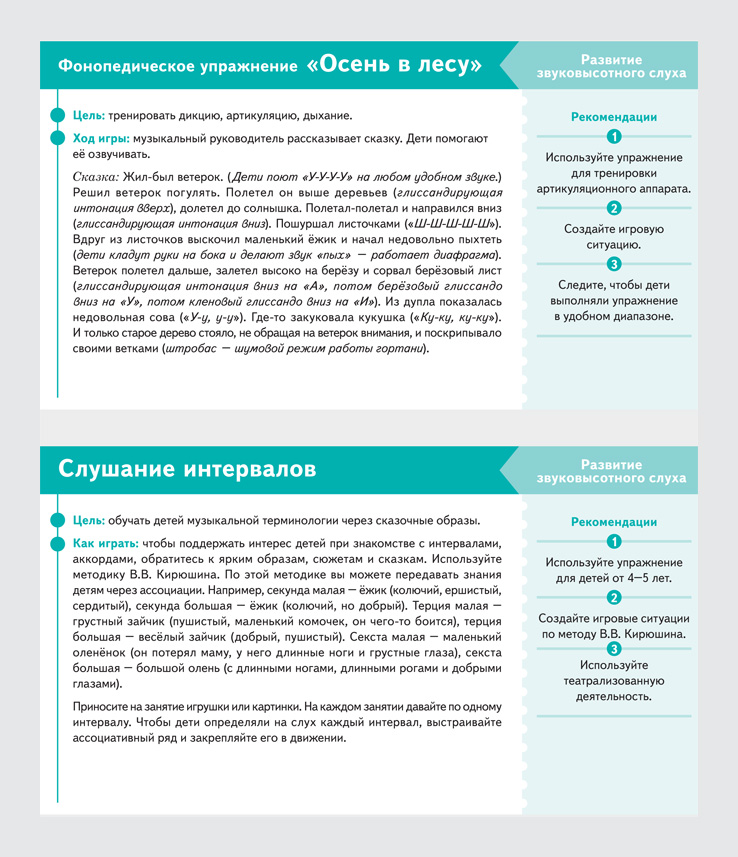 Фонопедическое упражнение «Осень в лесу»
Развитие
звуковысотного слуха
Цель: тренировать дикцию, артикуляцию, дыхание.
Ход игры: музыкальный руководитель рассказывает сказку. Дети помогают
её озвучивать.
Сказка: Жил-был ветерок. (Дети поют «У-У-У-У» на любом удобном звуке.)
Решил ветерок погулять. Полетел он выше деревьев (глиссандирующая
интонация вверх), долетел до солнышка. Полетал-полетал и направился вниз
(глиссандирующая интонация вниз). Пошуршал листочками («Ш-Ш-Ш-Ш-Ш»).
Вдруг из листочков выскочил маленький ёжик и начал недовольно пыхтеть
(дети кладут руки на бока и делают звук «пых» — работает диафрагма).
Ветерок полетел дальше, залетел высоко на берёзу и сорвал берёзовый лист
(глиссандирующая интонация вниз на «А», потом берёзовый глиссандо
вниз на «У», потом кленовый глиссандо вниз на «И»). Из дупла показалась
недовольная сова («У-у, у-у»). Где-то закуковала кукушка («Ку-ку, ку-ку»).
И только старое дерево стояло, не обращая на ветерок внимания, и поскрипывало
своими ветками (штробас — шумовой режим работы гортани).
Рекомендации
1
Используйте упражнение
для тренировки
артикуляционного аппарата.
2
Создайте игровую
ситуацию.
3
Следите, чтобы дети
выполняли упражнение
в удобном диапазоне.
Слушание интервалов
Развитие
звуковысотного слуха
Цель: обучать детей музыкальной терминологии через сказочные образы.
Как играть: чтобы поддержать интерес детей при знакомстве с интервалами,
аккордами, обратитесь к ярким образам, сюжетам и сказкам. Используйте
методику В.В. Кирюшина. По этой методике вы можете передавать знания
детям через ассоциации. Например, секунда малая — ёжик (колючий, ершистый,
сердитый), секунда большая — ёжик (колючий, но добрый). Терция малая —
грустный зайчик (пушистый, маленький комочек, он чего-то боится), терция
большая — весёлый зайчик (добрый, пушистый). Секста малая — маленький
оленёнок (он потерял маму, у него длинные ноги и грустные глаза), секста
большая — большой олень (с длинными ногами, длинными рогами и добрыми
глазами).
Приносите на занятие игрушки или картинки. На каждом занятии давайте по одному
интервалу. Чтобы дети определяли на слух каждый интервал, выстраивайте
ассоциативный ряд и закрепляйте его в движении.
Рекомендации
1
Используйте упражнение
для детей от 4—5 лет.
2
Создайте игровые ситуации
по методу В.В. Кирюшина.
3
Используйте
театрализованную
деятельность.